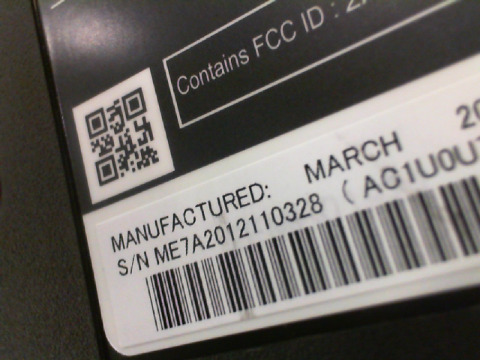 Contains FCC ID :
MANUFACTURED: MARCH
S/N ME7A2012110328